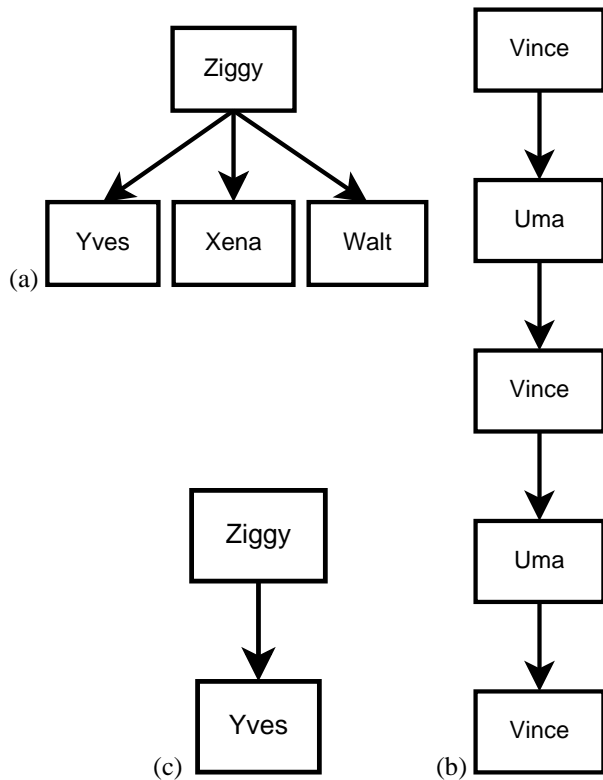 Ziggy
Yves
Xena
Walt
(a)
Vince
Uma
Vince
Uma
Vince
(b)
Ziggy
Yves
(c)